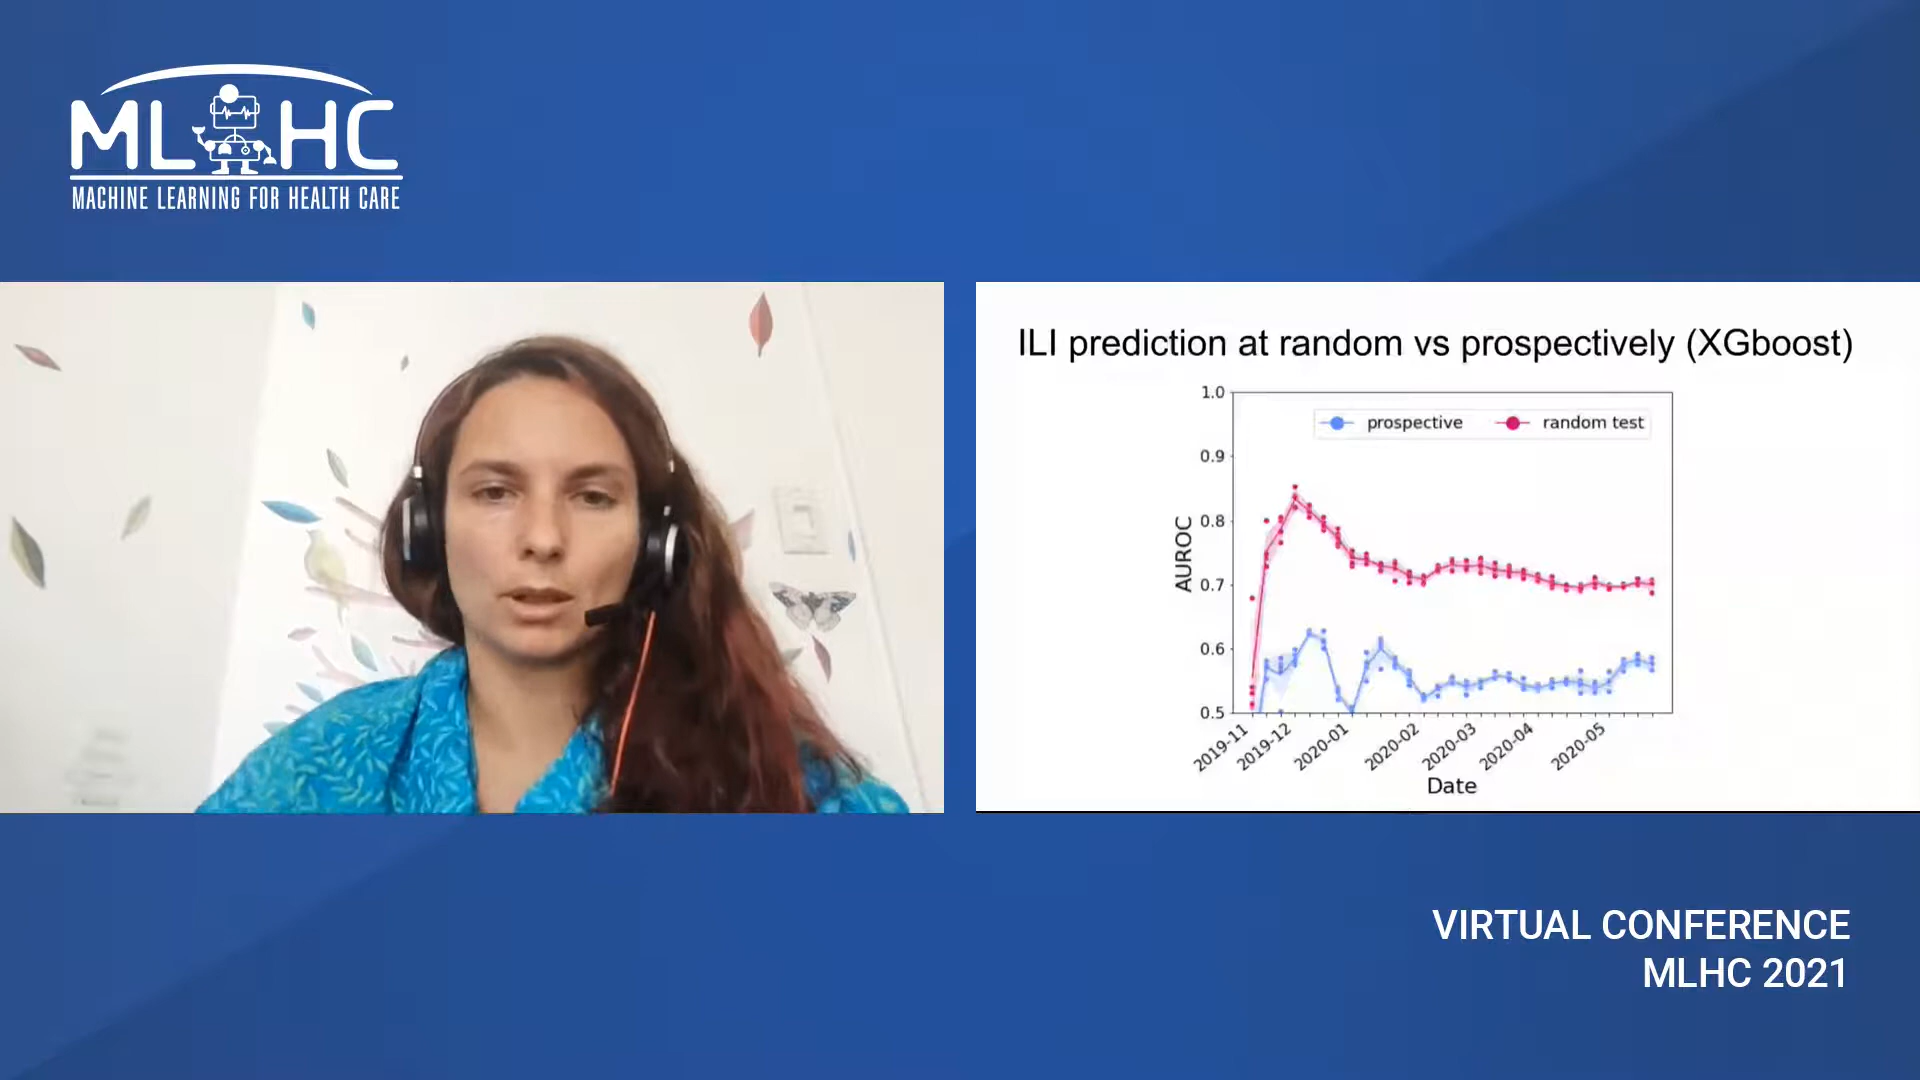 ML HC
MACHINE LEARNING FOR HEALTH CARE
ILI prediction at random vs prospectively (XGboost)
prospective
random test
1.0
0.9
0.8
0.7
0.6
0.5
AUROC
2019-11
2019-12
2020-01
2020-02
2020-03
2020-04
2020-05
Date
VIRTUAL CONFERENCE
MLHC 2021